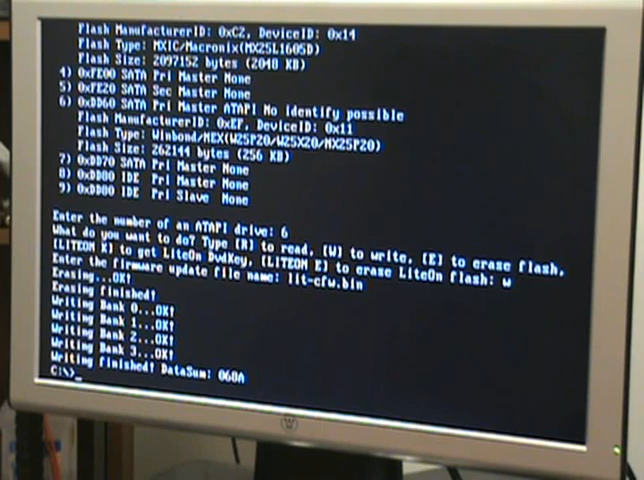 Flash ManufacturerID: 0xC2, DeviceID: 0x14
Flash Type: MXIC/Macronix(MX25L1605D)
Flash Size: 2097152 bytes (2048 KB)
4) 0xFE00 SATA Pri Master None
5) 0xFE20 SATA Sec Master None
6) 0xDD60 SATA Pri Master ATAPI No identify possible
Flash ManufacturerID: 0xEF, DeviceID: 0x11
Flash Type: Winbond/NEX(W25P20/W25X20/NX25P20)
Flash Size: 262144 bytes (256 KB)
7) 0xDD70 SATA Pri Master None
8) 0xDD80 IDE Pri Master None
9) 0xDD80 IDE Pri Slave None
Enter the number of an ATAPI drive: 6
What do you want to do? Type [R] to read, [W] to write, [E] to erase flash,
[LITEON K] to get LiteOn DvdKey, [LITEON E] to erase LiteOn flash: w
Enter the firmware update file name: lit-cfw.bin
Erasing...OK!
Erasing finished!
Writing Bank 0...OK!
Writing Bank 1...OK!
Writing Bank 2...OK!
Writing Bank 3...OK!
Writing finished! DataSum: 060A
C:\>_